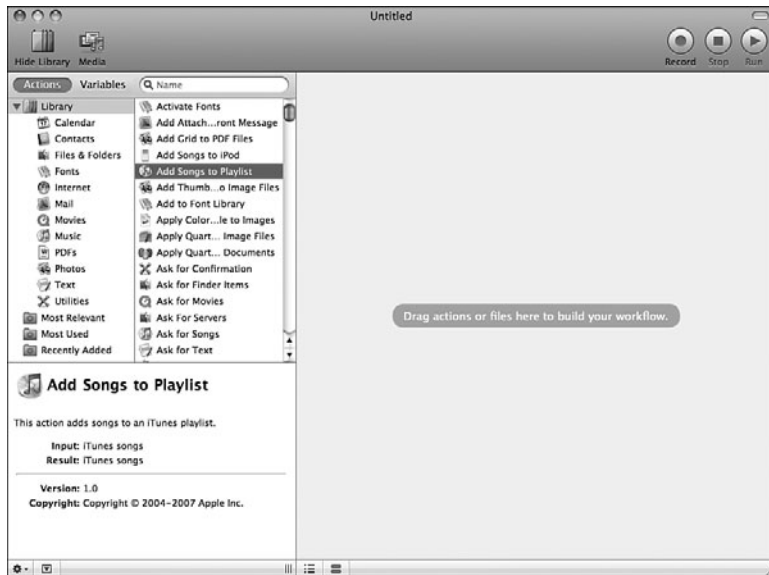 Untitled
Hide Library
Media
Record
Stop
Run
Actions
Variables
Name
Library
Calendar
Contacts
Files & Folders
Fonts
Internet
Mail
Movies
Music
PDFs
Photos
Text
Utilities
Most Relevant
Most Used
Recently Added
Activate Fonts
Add Attach...ront Message
Add Grid to PDF Files
Add Songs to iPod
Add Songs to Playlist
Add Thumb...o Image Files
Add to Font Library
Apply Color...le to Images
Apply Quart... Image Files
Apply Quart... Documents
Ask for Confirmation
Ask for Finder Items
Ask for Movies
Ask For Servers
Ask for Songs
Ask for Text
Drag actions or files here to build your workflow.
Add Songs to Playlist
This action adds songs to an iTunes playlist.
Input: iTunes songs
Result: iTunes songs
Version: 1.0
Copyright: Copyright © 2004-2007 Apple Inc.